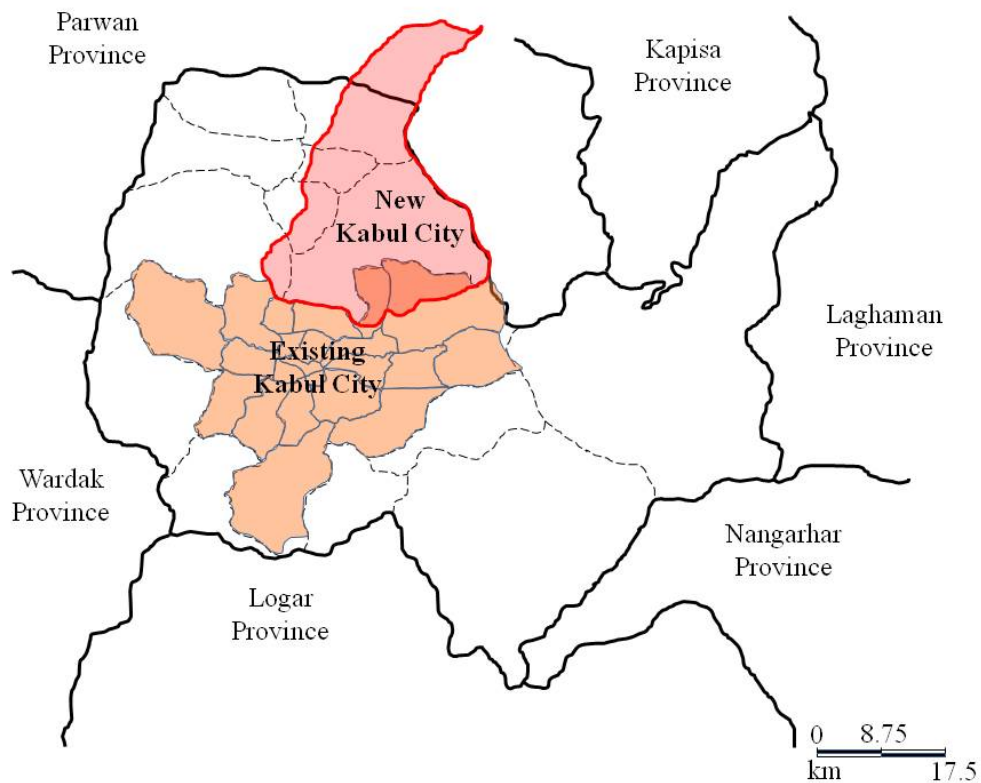 Parwan
Province
Kapisa
Province
New
Kabul City
Laghaman
Province
Existing
Kabul City
Wardak
Province
Nangarhar
Province
Logar
Province
0 8.75
km 17.5